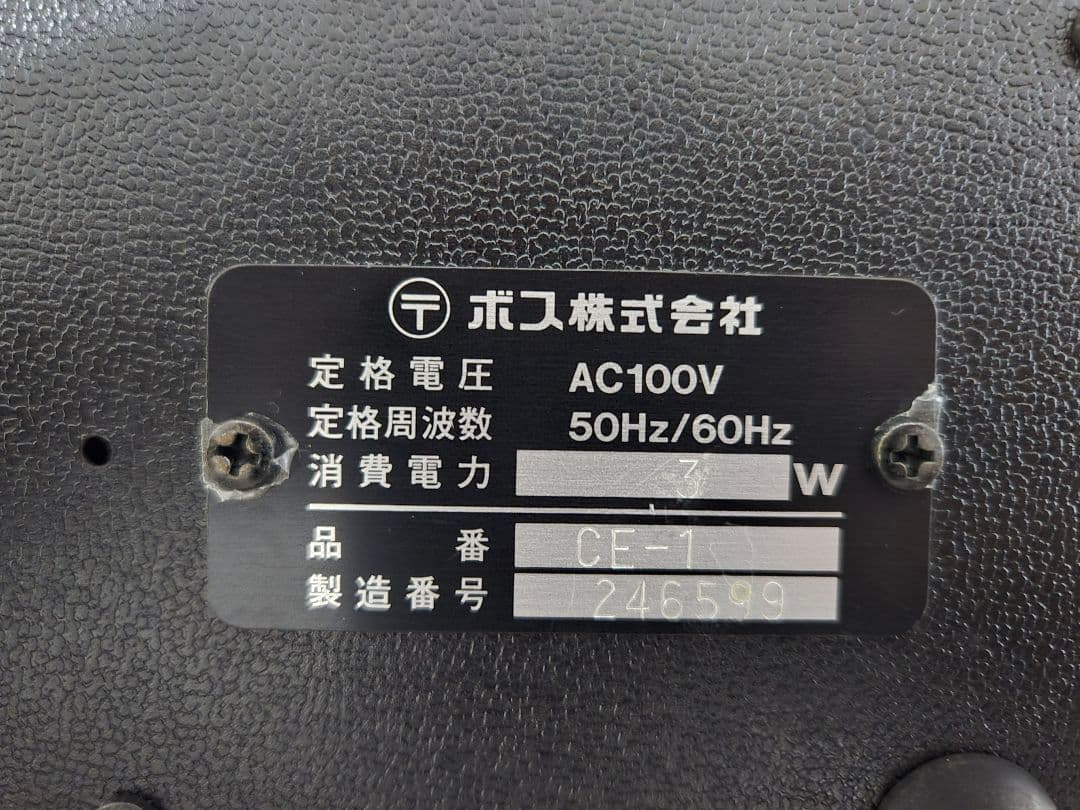 〒 ボス株式会社
定格電圧 AC100V
定格周波数 50Hz/60Hz
消費電力 3 W
品番 CE-1
製造番号 246599